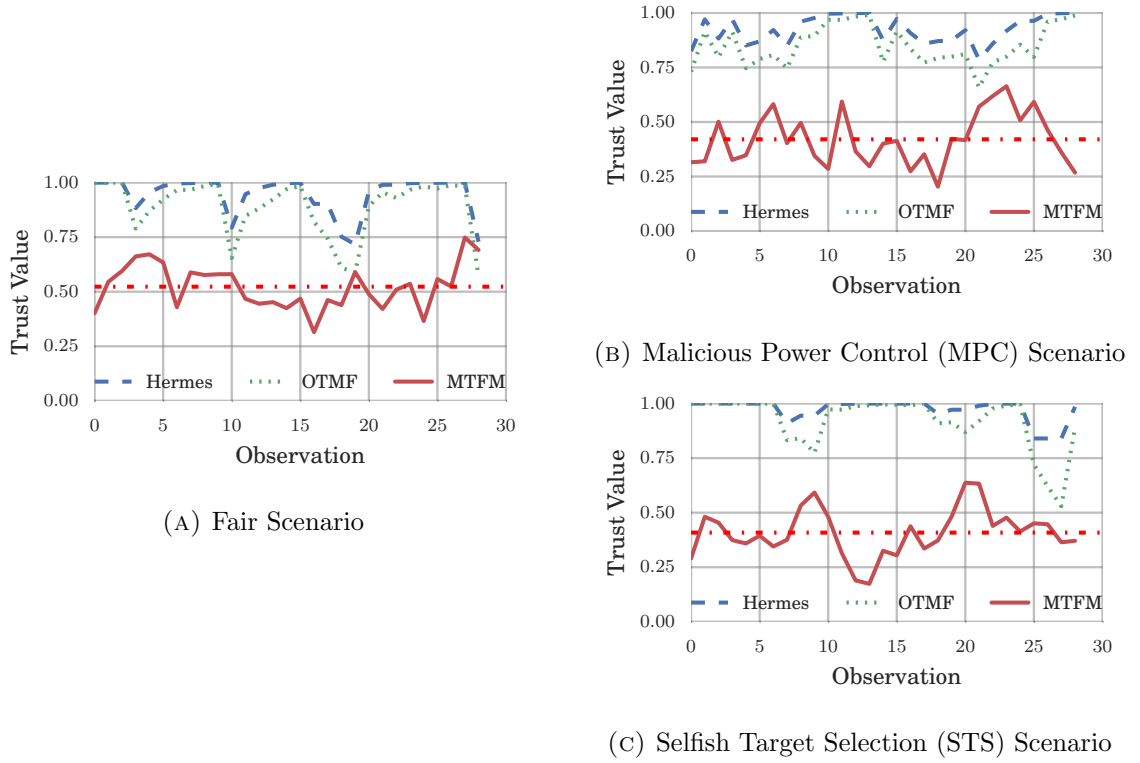 1.00
0.75
0.50
0.25
0.00
Trust Value
Hermes OTMF MTFM
0 5 10 15 20 25 30
Observation
(A) Fair Scenario
1.00
0.75
0.50
0.25
0.00
Trust Value
Hermes OTMF MTFM
0 5 10 15 20 25 30
Observation
(B) Malicious Power Control (MPC) Scenario
1.00
0.75
0.50
0.25
0.00
Trust Value
Hermes OTMF MTFM
0 5 10 15 20 25 30
Observation
(C) Selfish Target Selection (STS) Scenario